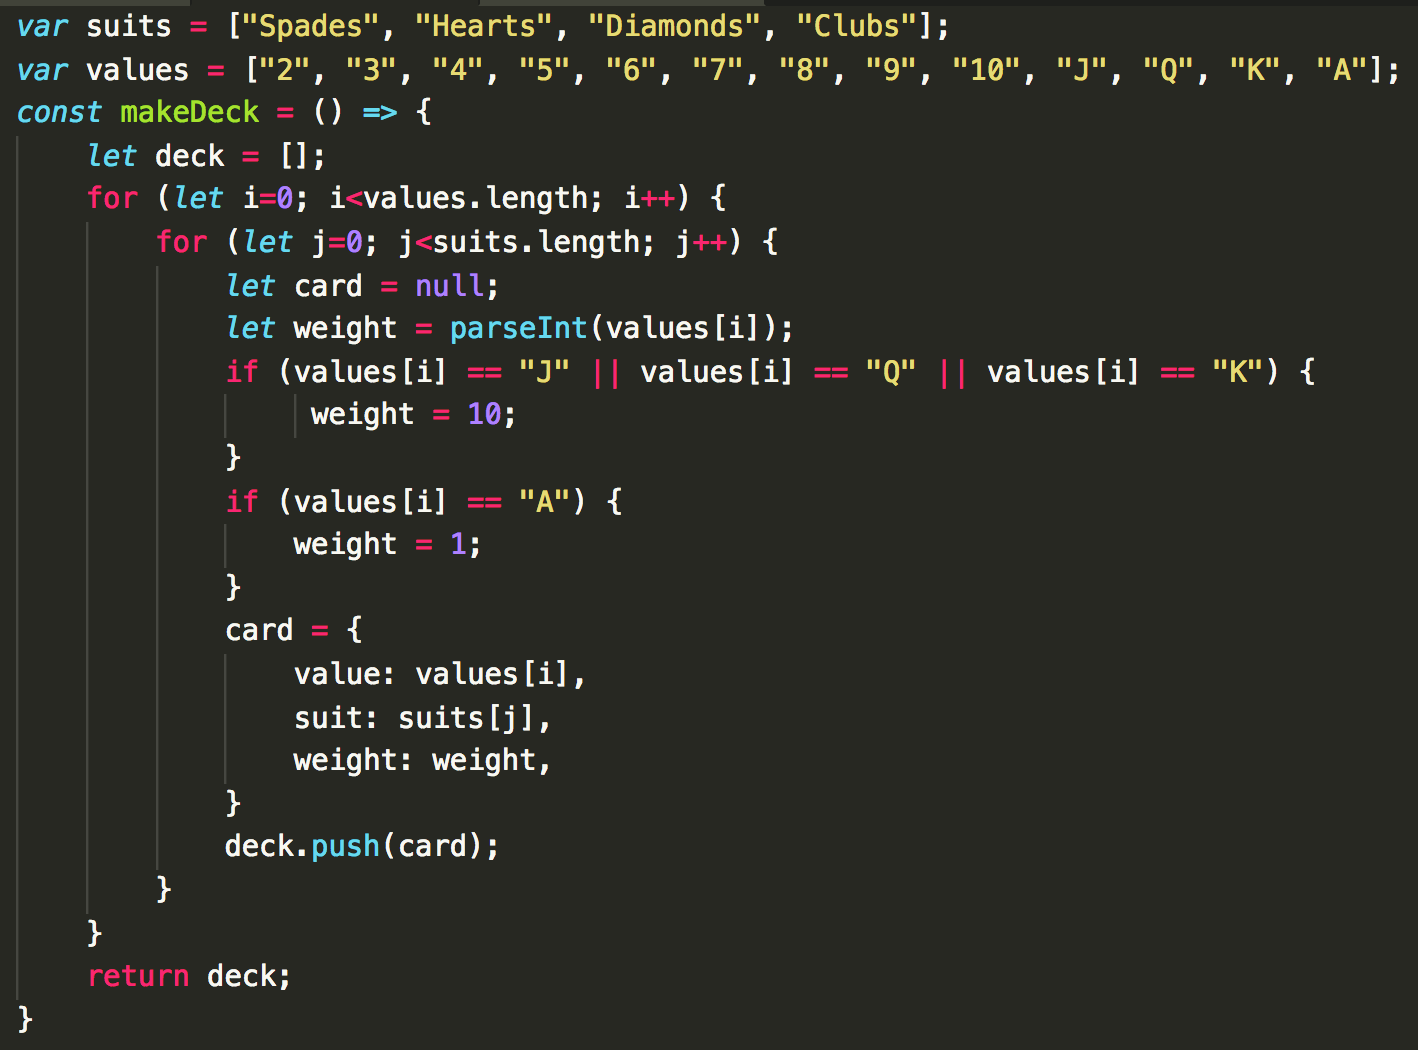 var suits = ["Spades", "Hearts", "Diamonds", "Clubs"];
var values = ["2", "3", "4", "5", "6", "7", "8", "9", "10", "J", "Q", "K", "A"];
const makeDeck = () => {
    let deck = [];
    for (let i=0; i<values.length; i++) {
        for (let j=0; j<suits.length; j++) {
            let card = null;
            let weight = parseInt(values[i]);
            if (values[i] == "J" || values[i] == "Q" || values[i] == "K") {
                 weight = 10;
            }
            if (values[i] == "A") {
                weight = 1;
            }
            card = {
                value: values[i],
                suit: suits[j],
                weight: weight,
            }
            deck.push(card);
        }
    }
    return deck;
}